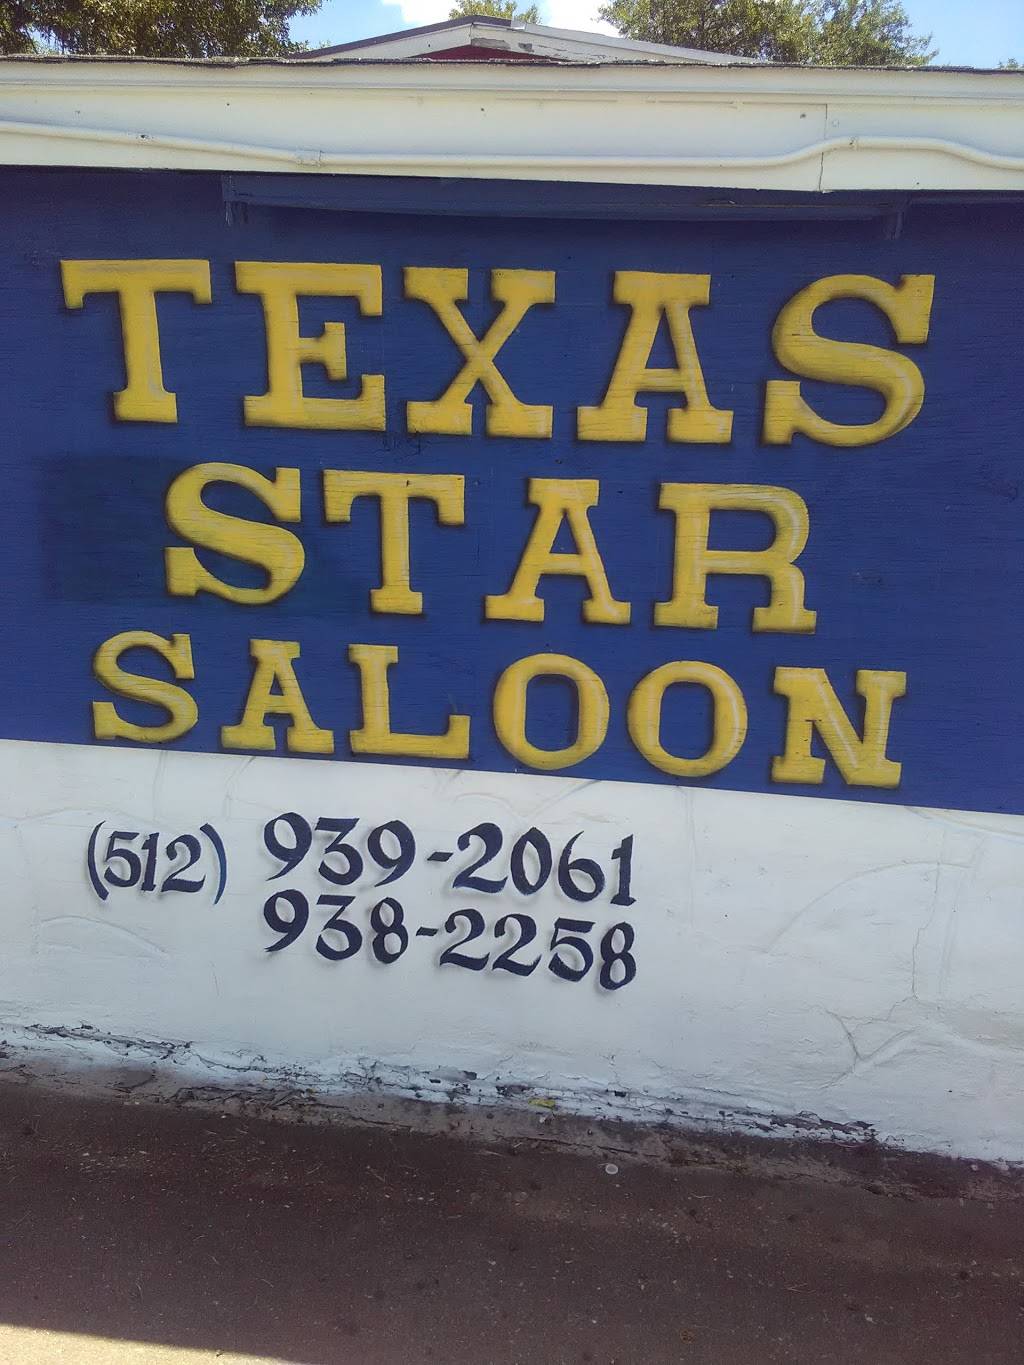 TEXAS
STAR
SALOON
(512) 939-2061
938-2258